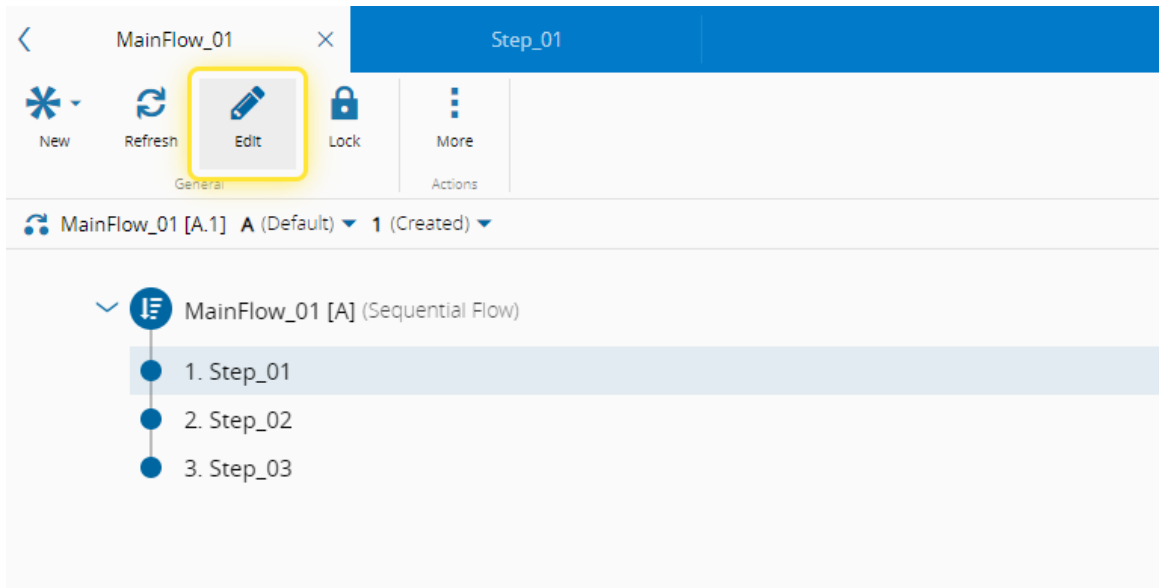 MainFlow_01 Step_01
New Refresh Edit Lock More
General Actions
MainFlow_01 [A.1] A (Default) 1 (Created)
MainFlow_01 [A] (Sequential Flow)
1. Step_01
2. Step_02
3. Step_03